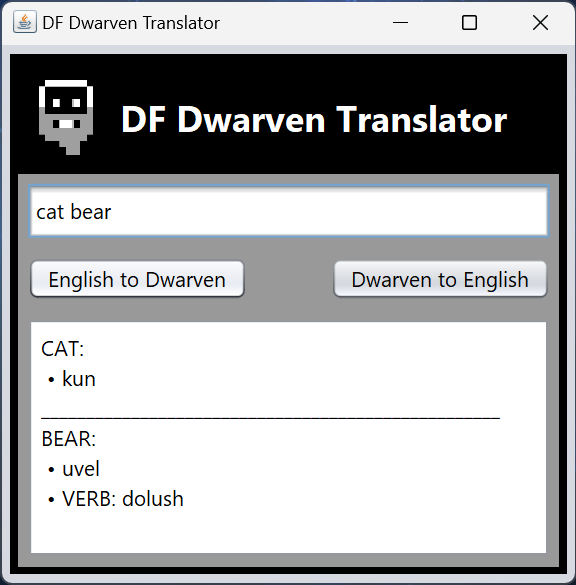 DF Dwarven Translator
DF Dwarven Translator
cat bear
English to Dwarven
Dwarven to English
CAT:
• kun
BEAR:
• uvel
• VERB: dolush